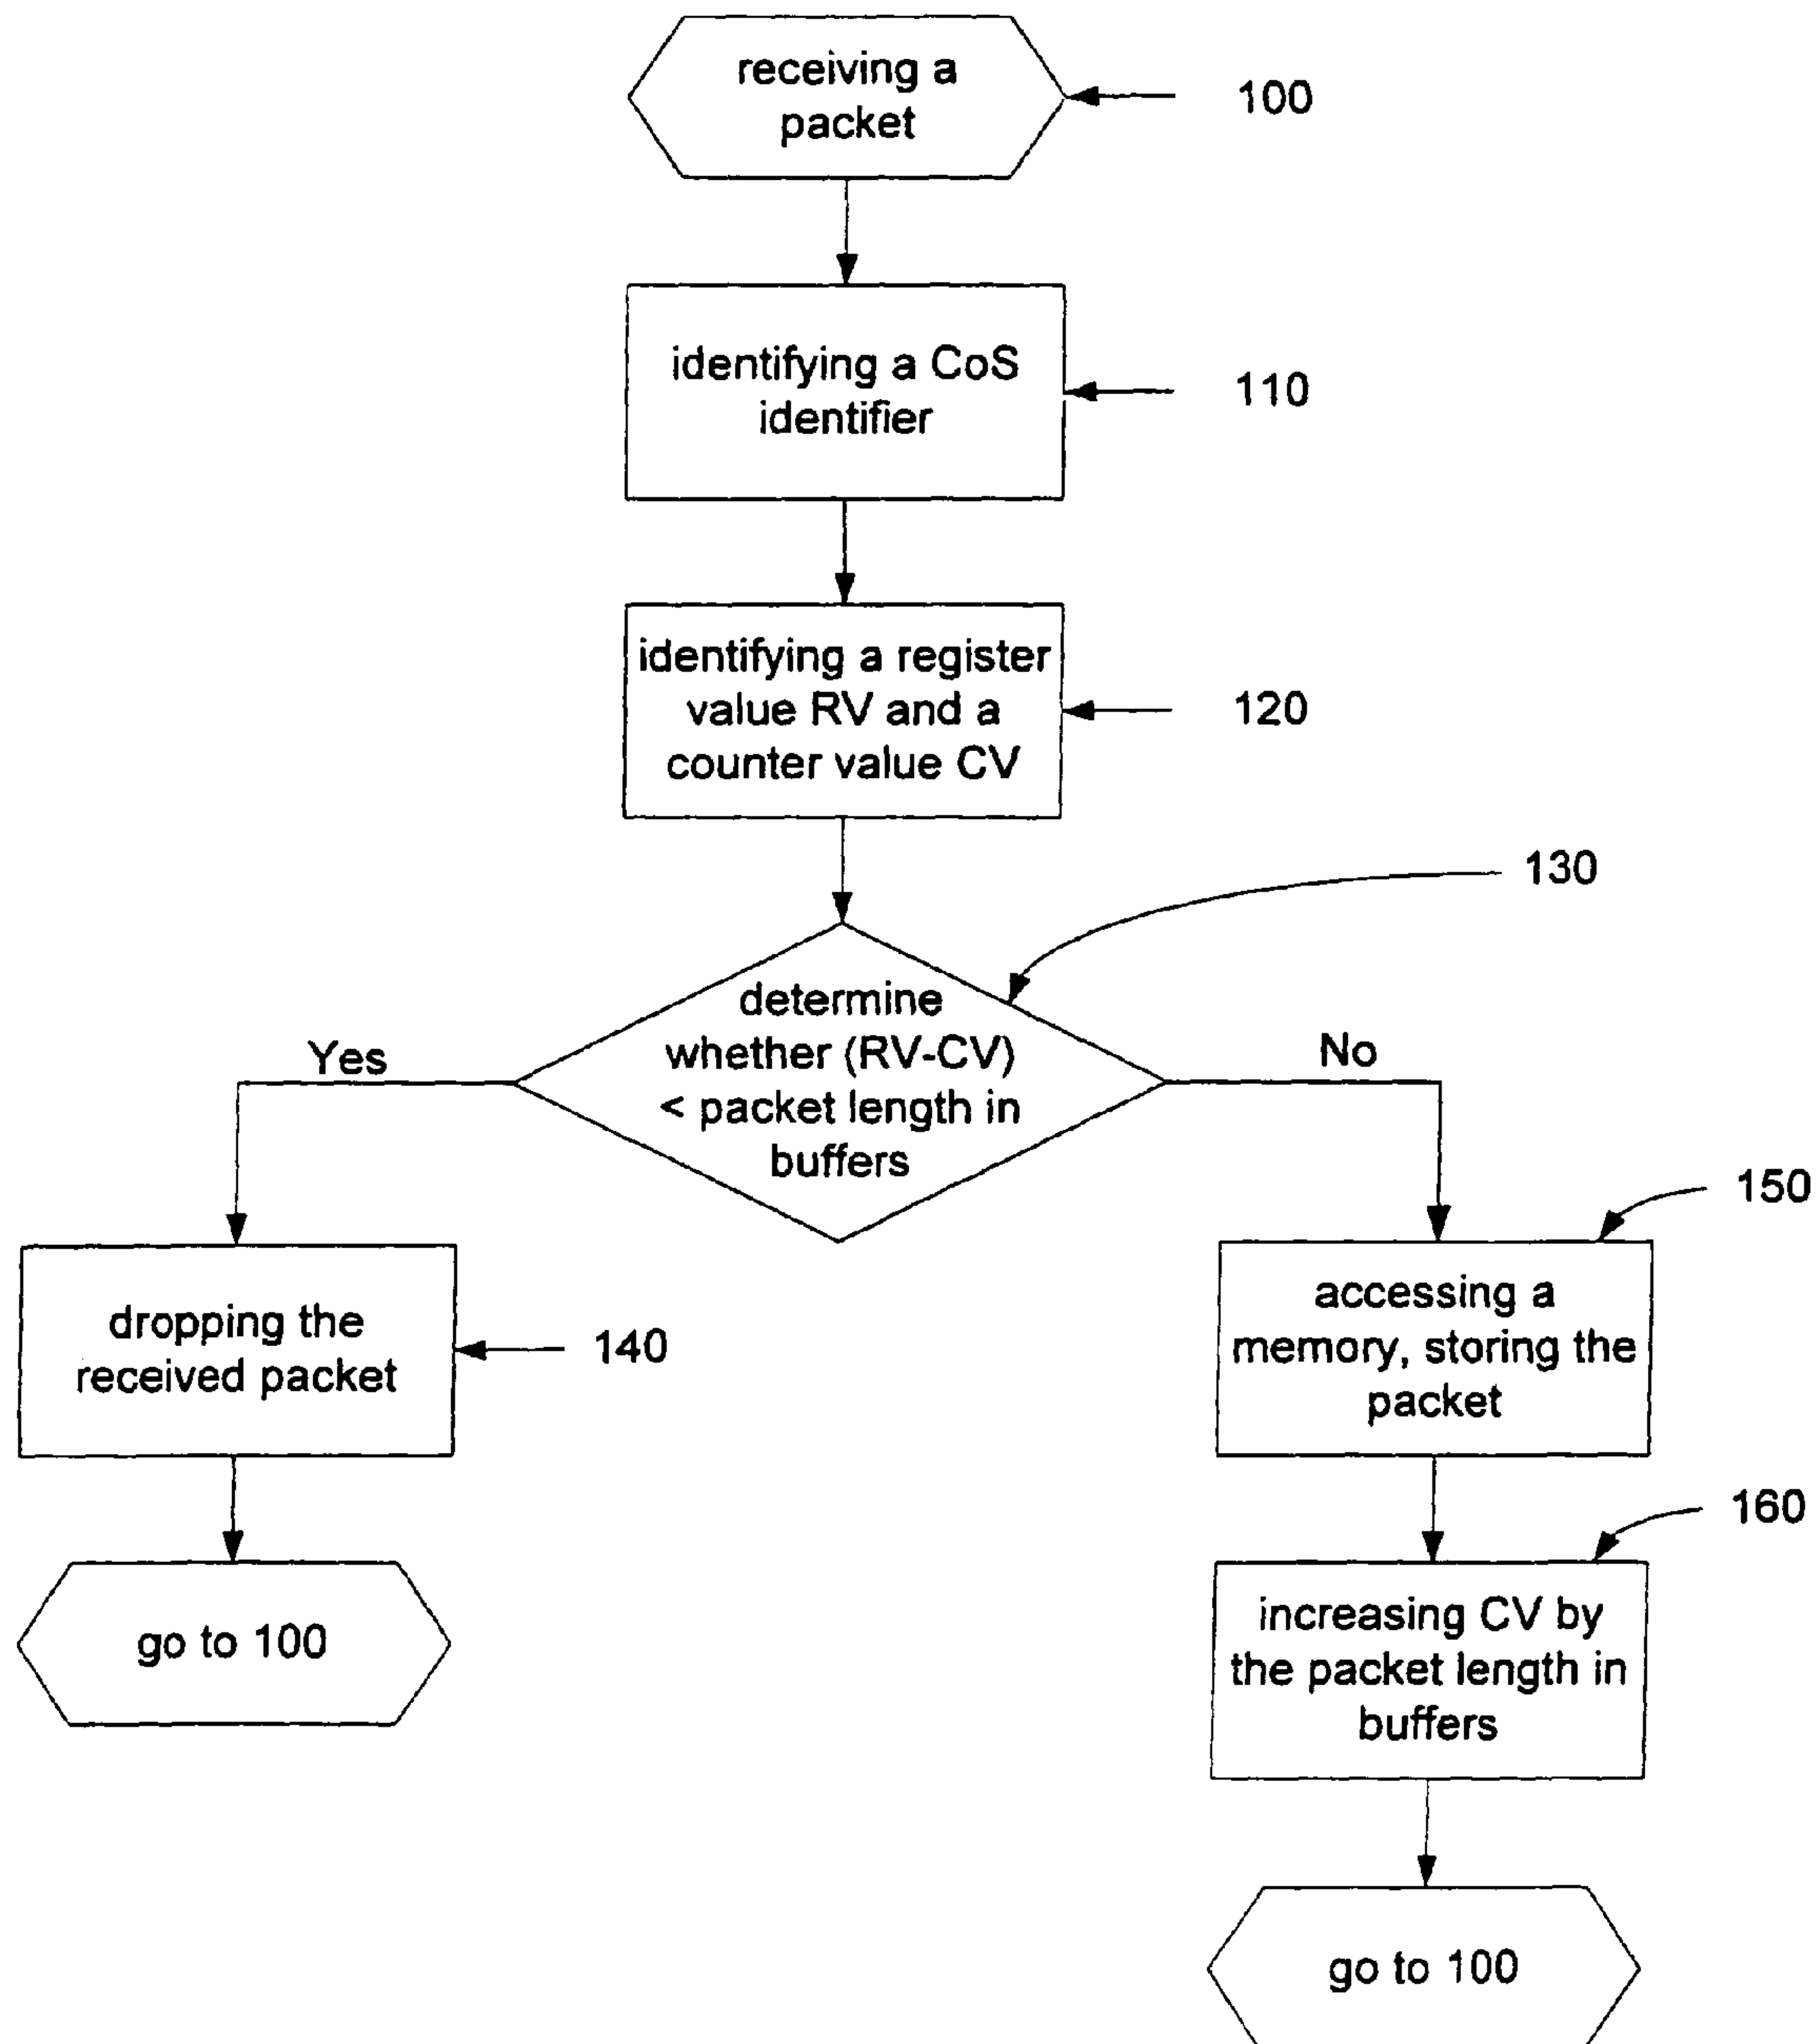 receiving a
packet
100
identifying a CoS
identifier
110
identifying a register
value RV and a
counter value CV
120
130
determine
whether (RV-CV)
< packet length in
buffers
Yes
No
dropping the
received packet
140
150
accessing a
memory, storing the
packet
160
increasing CV by
the packet length in
buffers
go to 100
go to 100